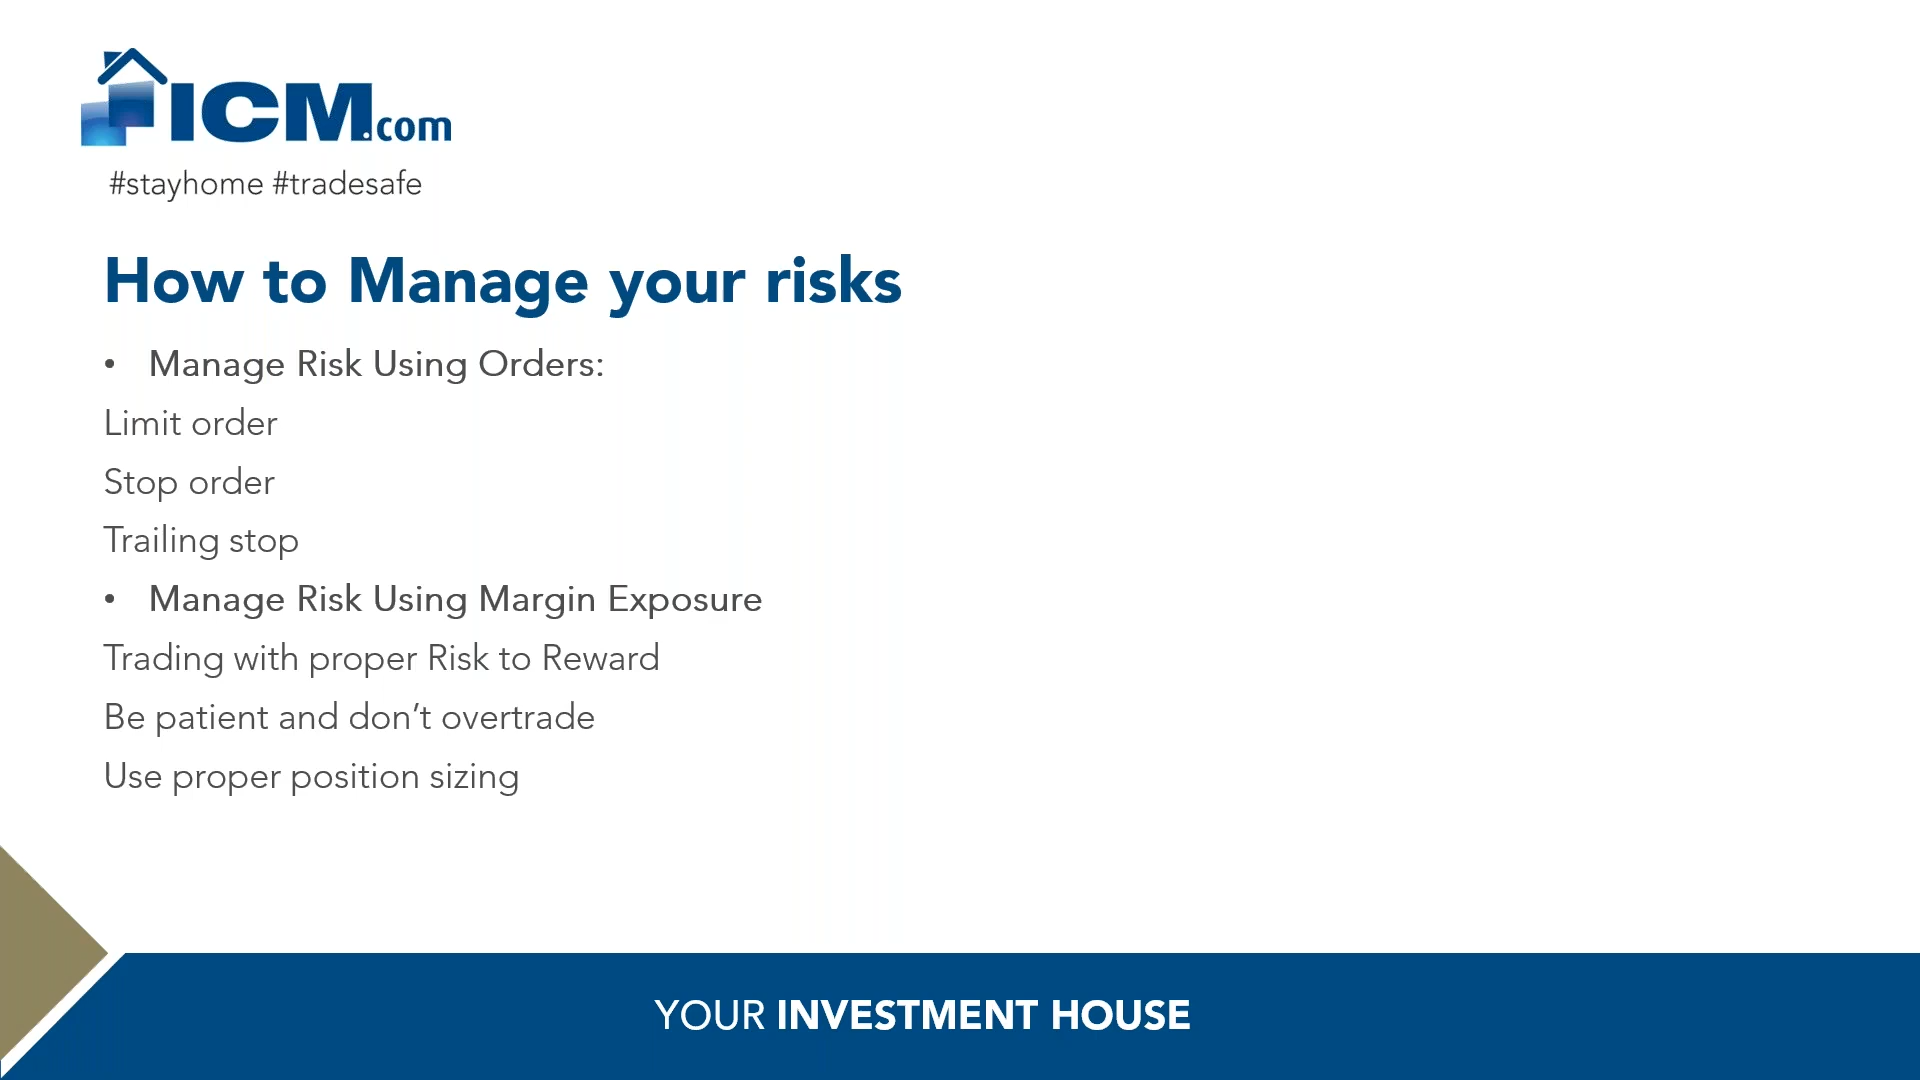 ICM.com
#stayhome #tradesafe
How to Manage your risks
• Manage Risk Using Orders:
Limit order
Stop order
Trailing stop
• Manage Risk Using Margin Exposure
Trading with proper Risk to Reward
Be patient and don’t overtrade
Use proper position sizing
YOUR INVESTMENT HOUSE